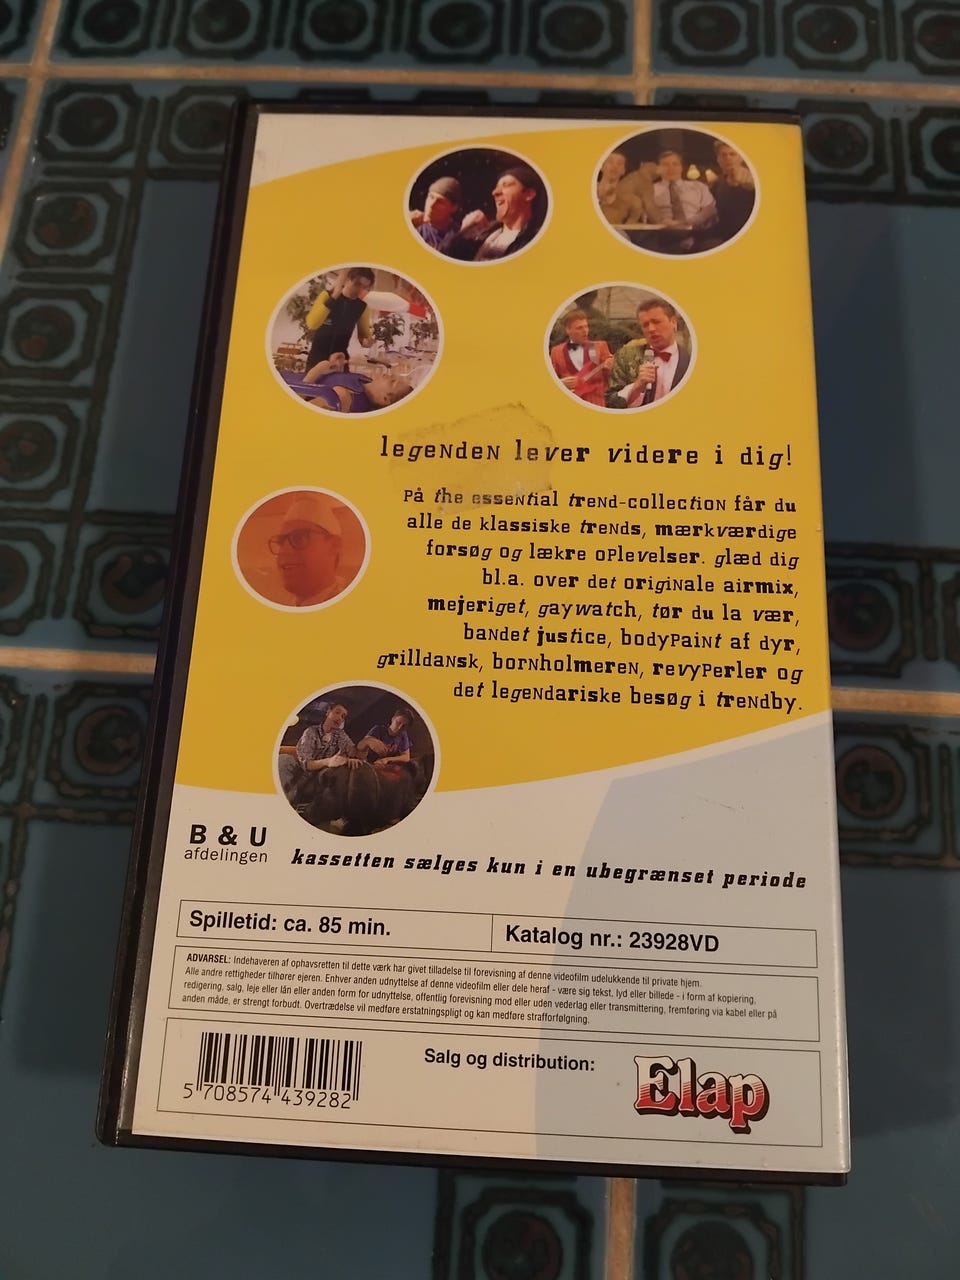 legenden lever videre i dig!
På the essential trend-collection får du
alle de klassiske trends, mærkværdige
forsøg og lækre oplevelser. glæd dig
bl.a. over det originale airmix,
mejeriget, gaywatch, tør du la vær,
bandet justice, bodypaint af dyr,
grilldansk, bornholmeren, revyperler og
det legendariske besøg i trendby.
B & U
afdelingen
kassetten sælges kun i en ubegrænset periode
Spilletid: ca. 85 min.
Katalog nr.: 23928VD
ADVARSEL: Indehaveren af ophavsretten til dette værk har givet tilladelse til forevisning af denne videofilm udelukkende til private hjem.
Alle andre rettigheder tilhører ejeren. Enhver anden udnyttelse af denne videofilm eller dele heraf - være sig tekst, lyd eller billede - i form af kopiering,
redigering, salg, leje eller lån eller anden form for udnyttelse, offentlig forevisning mod eller uden vederlag eller transmittering, fremføring via kabel eller på
anden måde, er strengt forbudt. Overtrædelse vil medføre erstatningspligt og kan medføre strafforfølgning.
5 708574 439282
Salg og distribution:
Elap